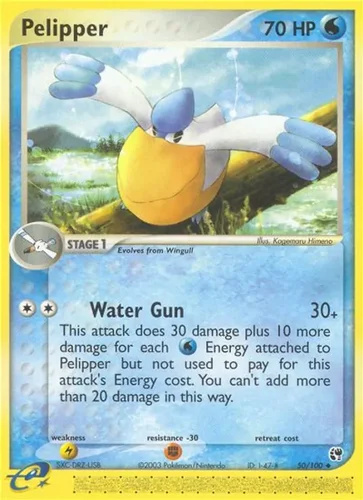 Pelipper 70 HP
Illus. Kagemaru Himeno
STAGE 1
Evolves from Wingull
Water Gun 30+
This attack does 30 damage plus 10 more
damage for each Energy attached to
Pelipper but not used to pay for this
attack's Energy cost. You can't add more
than 20 damage in this way.
weakness resistance -30 retreat cost
©2003 Pokémon/Nintendo
50/100
e